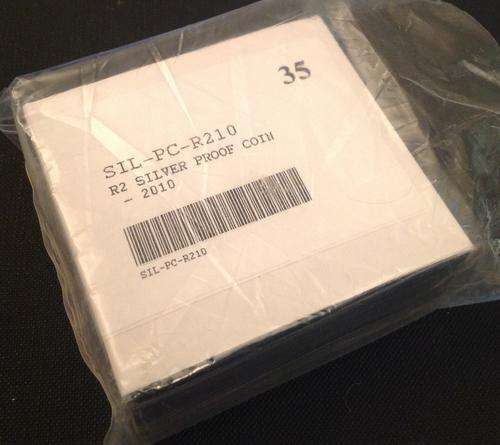 35
SIL-PC-R210
R2 SILVER PROOF COIN
- 2010
SIL-PC-R210